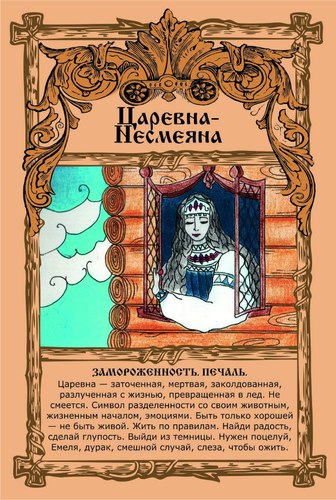 Царевна-
Несмеяна
ЗАМОРОЖЕННОСТЬ. ПЕЧАЛЬ.
Царевна — заточенная, мертвая, заколдованная,
разлученная с жизнью, превращенная в лед. Не
смеется. Символ разделенности со своим животным,
жизненным началом, эмоциями. Быть только хорошей
— не быть живой. Жить по правилам. Найди радость,
сделай глупость. Выйди из темницы. Нужен поцелуй,
Емеля, дурак, смешной случай, слеза, чтобы ожить.